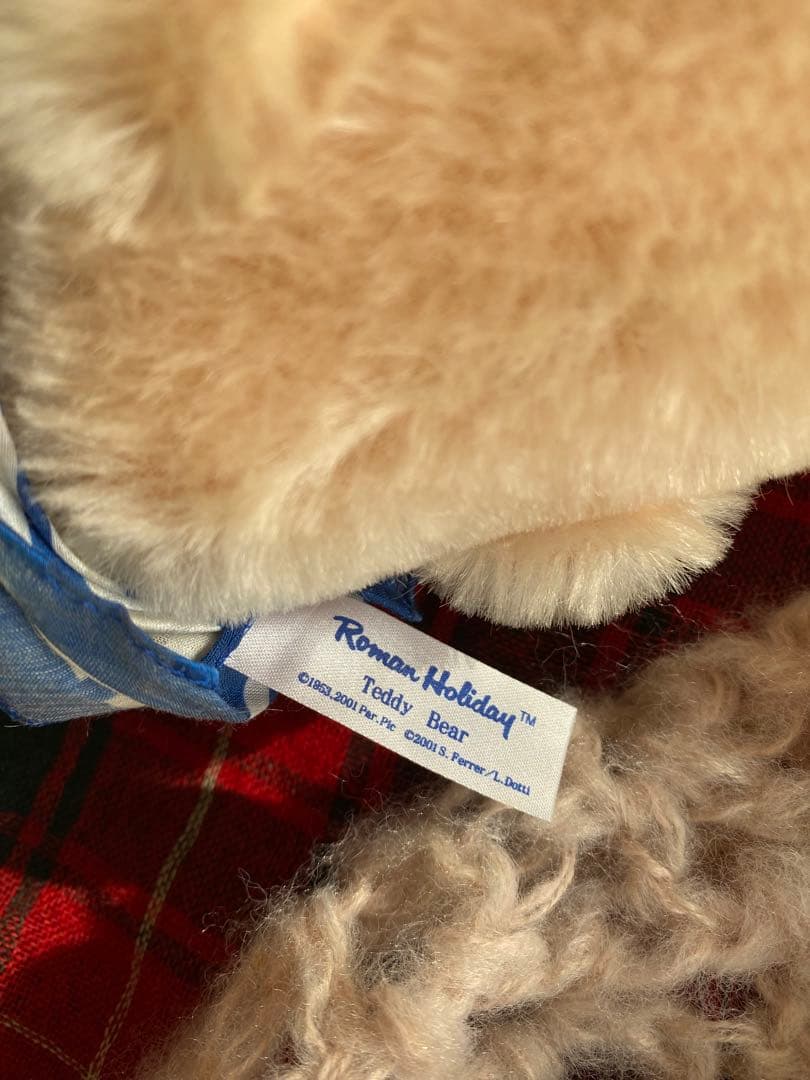 Roman Holiday™
Teddy Bear
©1953.2001 Par. Pic ©2001 S. Ferrer/L.Dotti